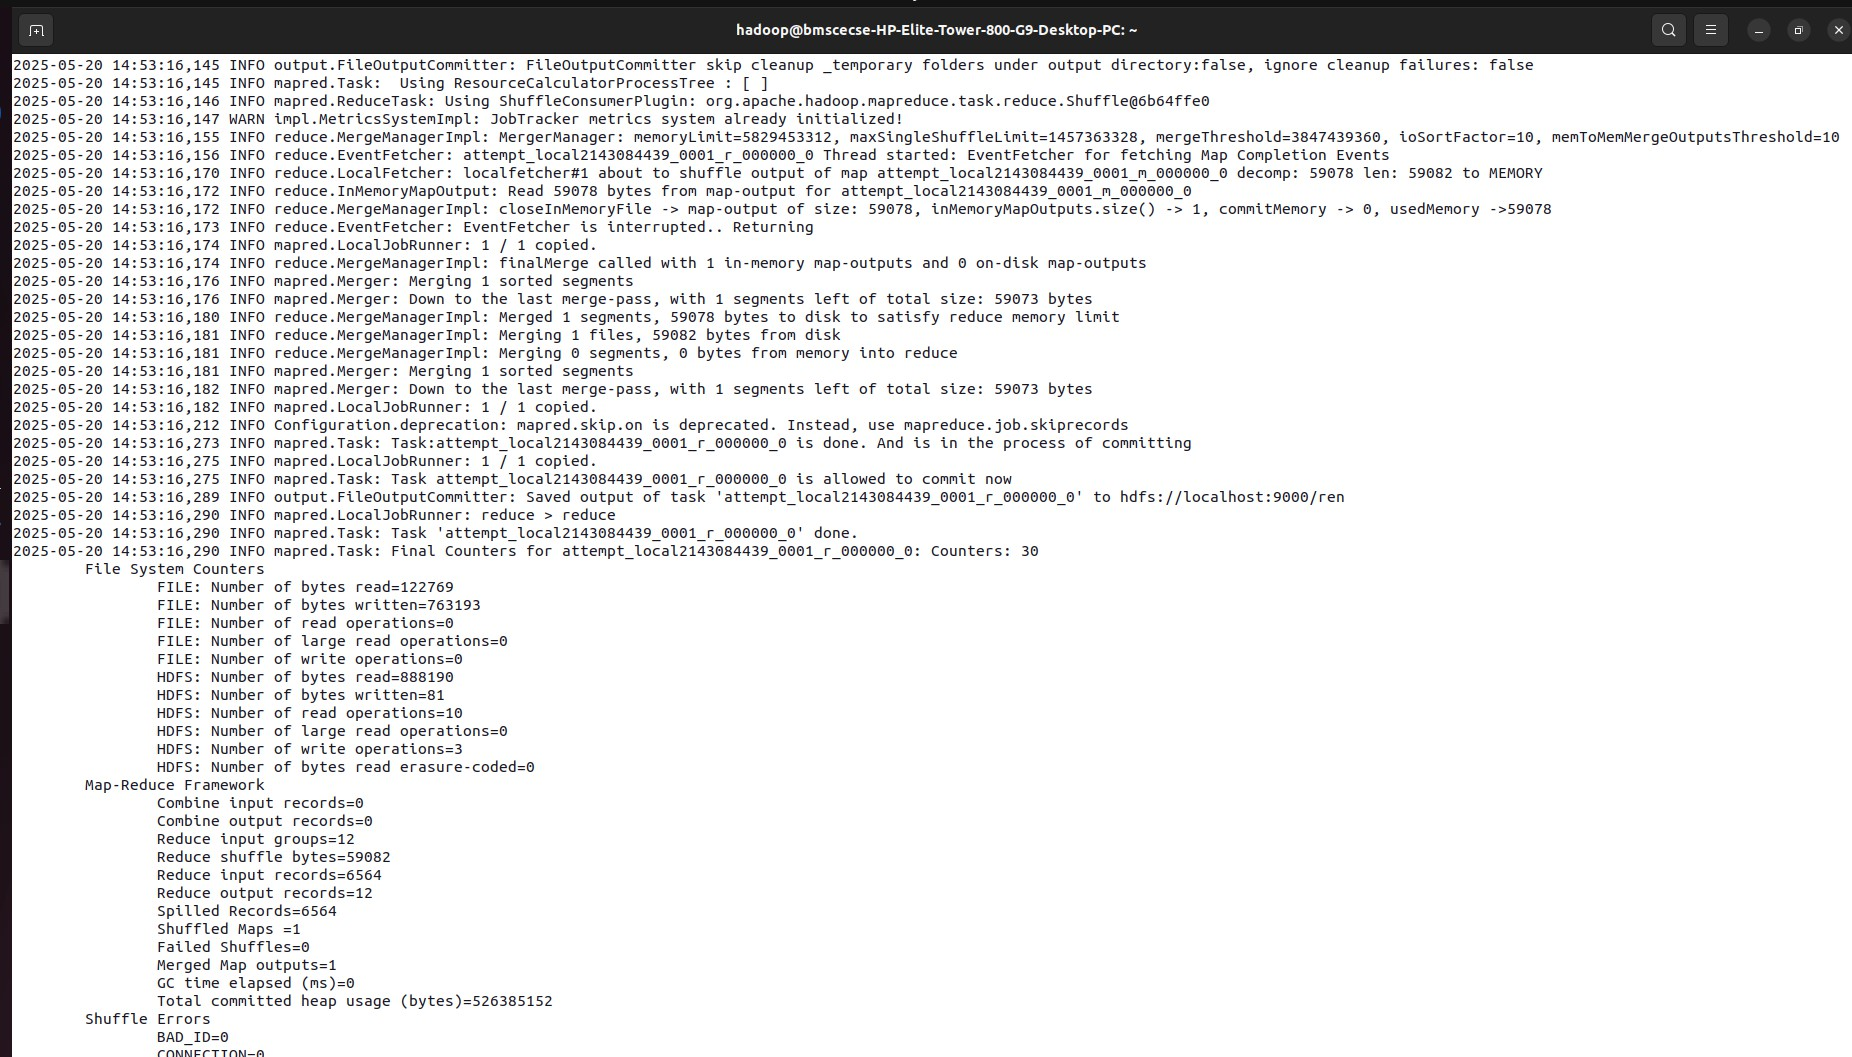 hadoop@bmscecse-HP-Elite-Tower-800-G9-Desktop-PC: ~
2025-05-20 14:53:16,145 INFO output.FileOutputCommitter: FileOutputCommitter skip cleanup _temporary folders under output directory:false, ignore cleanup failures: false
2025-05-20 14:53:16,145 INFO mapred.Task:  Using ResourceCalculatorProcessTree : [ ]
2025-05-20 14:53:16,146 INFO mapred.ReduceTask: Using ShuffleConsumerPlugin: org.apache.hadoop.mapreduce.task.reduce.Shuffle@6b64ffe0
2025-05-20 14:53:16,147 WARN impl.MetricsSystemImpl: JobTracker metrics system already initialized!
2025-05-20 14:53:16,155 INFO reduce.MergeManagerImpl: MergerManager: memoryLimit=5829453312, maxSingleShuffleLimit=1457363328, mergeThreshold=3847439360, ioSortFactor=10, memToMemMergeOutputsThreshold=10
2025-05-20 14:53:16,156 INFO reduce.EventFetcher: attempt_local2143084439_0001_r_000000_0 Thread started: EventFetcher for fetching Map Completion Events
2025-05-20 14:53:16,170 INFO reduce.LocalFetcher: localfetcher#1 about to shuffle output of map attempt_local2143084439_0001_m_000000_0 decomp: 59078 len: 59082 to MEMORY
2025-05-20 14:53:16,172 INFO reduce.InMemoryMapOutput: Read 59078 bytes from map-output for attempt_local2143084439_0001_m_000000_0
2025-05-20 14:53:16,172 INFO reduce.MergeManagerImpl: closeInMemoryFile -> map-output of size: 59078, inMemoryMapOutputs.size() -> 1, commitMemory -> 0, usedMemory ->59078
2025-05-20 14:53:16,173 INFO reduce.EventFetcher: EventFetcher is interrupted.. Returning
2025-05-20 14:53:16,174 INFO mapred.LocalJobRunner: 1 / 1 copied.
2025-05-20 14:53:16,174 INFO reduce.MergeManagerImpl: finalMerge called with 1 in-memory map-outputs and 0 on-disk map-outputs
2025-05-20 14:53:16,176 INFO mapred.Merger: Merging 1 sorted segments
2025-05-20 14:53:16,176 INFO mapred.Merger: Down to the last merge-pass, with 1 segments left of total size: 59073 bytes
2025-05-20 14:53:16,180 INFO reduce.MergeManagerImpl: Merged 1 segments, 59078 bytes to disk to satisfy reduce memory limit
2025-05-20 14:53:16,181 INFO reduce.MergeManagerImpl: Merging 1 files, 59082 bytes from disk
2025-05-20 14:53:16,181 INFO reduce.MergeManagerImpl: Merging 0 segments, 0 bytes from memory into reduce
2025-05-20 14:53:16,181 INFO mapred.Merger: Merging 1 sorted segments
2025-05-20 14:53:16,182 INFO mapred.Merger: Down to the last merge-pass, with 1 segments left of total size: 59073 bytes
2025-05-20 14:53:16,182 INFO mapred.LocalJobRunner: 1 / 1 copied.
2025-05-20 14:53:16,212 INFO Configuration.deprecation: mapred.skip.on is deprecated. Instead, use mapreduce.job.skiprecords
2025-05-20 14:53:16,273 INFO mapred.Task: Task:attempt_local2143084439_0001_r_000000_0 is done. And is in the process of committing
2025-05-20 14:53:16,275 INFO mapred.LocalJobRunner: 1 / 1 copied.
2025-05-20 14:53:16,275 INFO mapred.Task: Task attempt_local2143084439_0001_r_000000_0 is allowed to commit now
2025-05-20 14:53:16,289 INFO output.FileOutputCommitter: Saved output of task 'attempt_local2143084439_0001_r_000000_0' to hdfs://localhost:9000/ren
2025-05-20 14:53:16,290 INFO mapred.LocalJobRunner: reduce > reduce
2025-05-20 14:53:16,290 INFO mapred.Task: Task 'attempt_local2143084439_0001_r_000000_0' done.
2025-05-20 14:53:16,290 INFO mapred.Task: Final Counters for attempt_local2143084439_0001_r_000000_0: Counters: 30
File System Counters
FILE: Number of bytes read=122769
FILE: Number of bytes written=763193
FILE: Number of read operations=0
FILE: Number of large read operations=0
FILE: Number of write operations=0
HDFS: Number of bytes read=888190
HDFS: Number of bytes written=81
HDFS: Number of read operations=10
HDFS: Number of large read operations=0
HDFS: Number of write operations=3
HDFS: Number of bytes read erasure-coded=0
Map-Reduce Framework
Combine input records=0
Combine output records=0
Reduce input groups=12
Reduce shuffle bytes=59082
Reduce input records=6564
Reduce output records=12
Spilled Records=6564
Shuffled Maps =1
Failed Shuffles=0
Merged Map outputs=1
GC time elapsed (ms)=0
Total committed heap usage (bytes)=526385152
Shuffle Errors
BAD_ID=0
CONNECTION=0